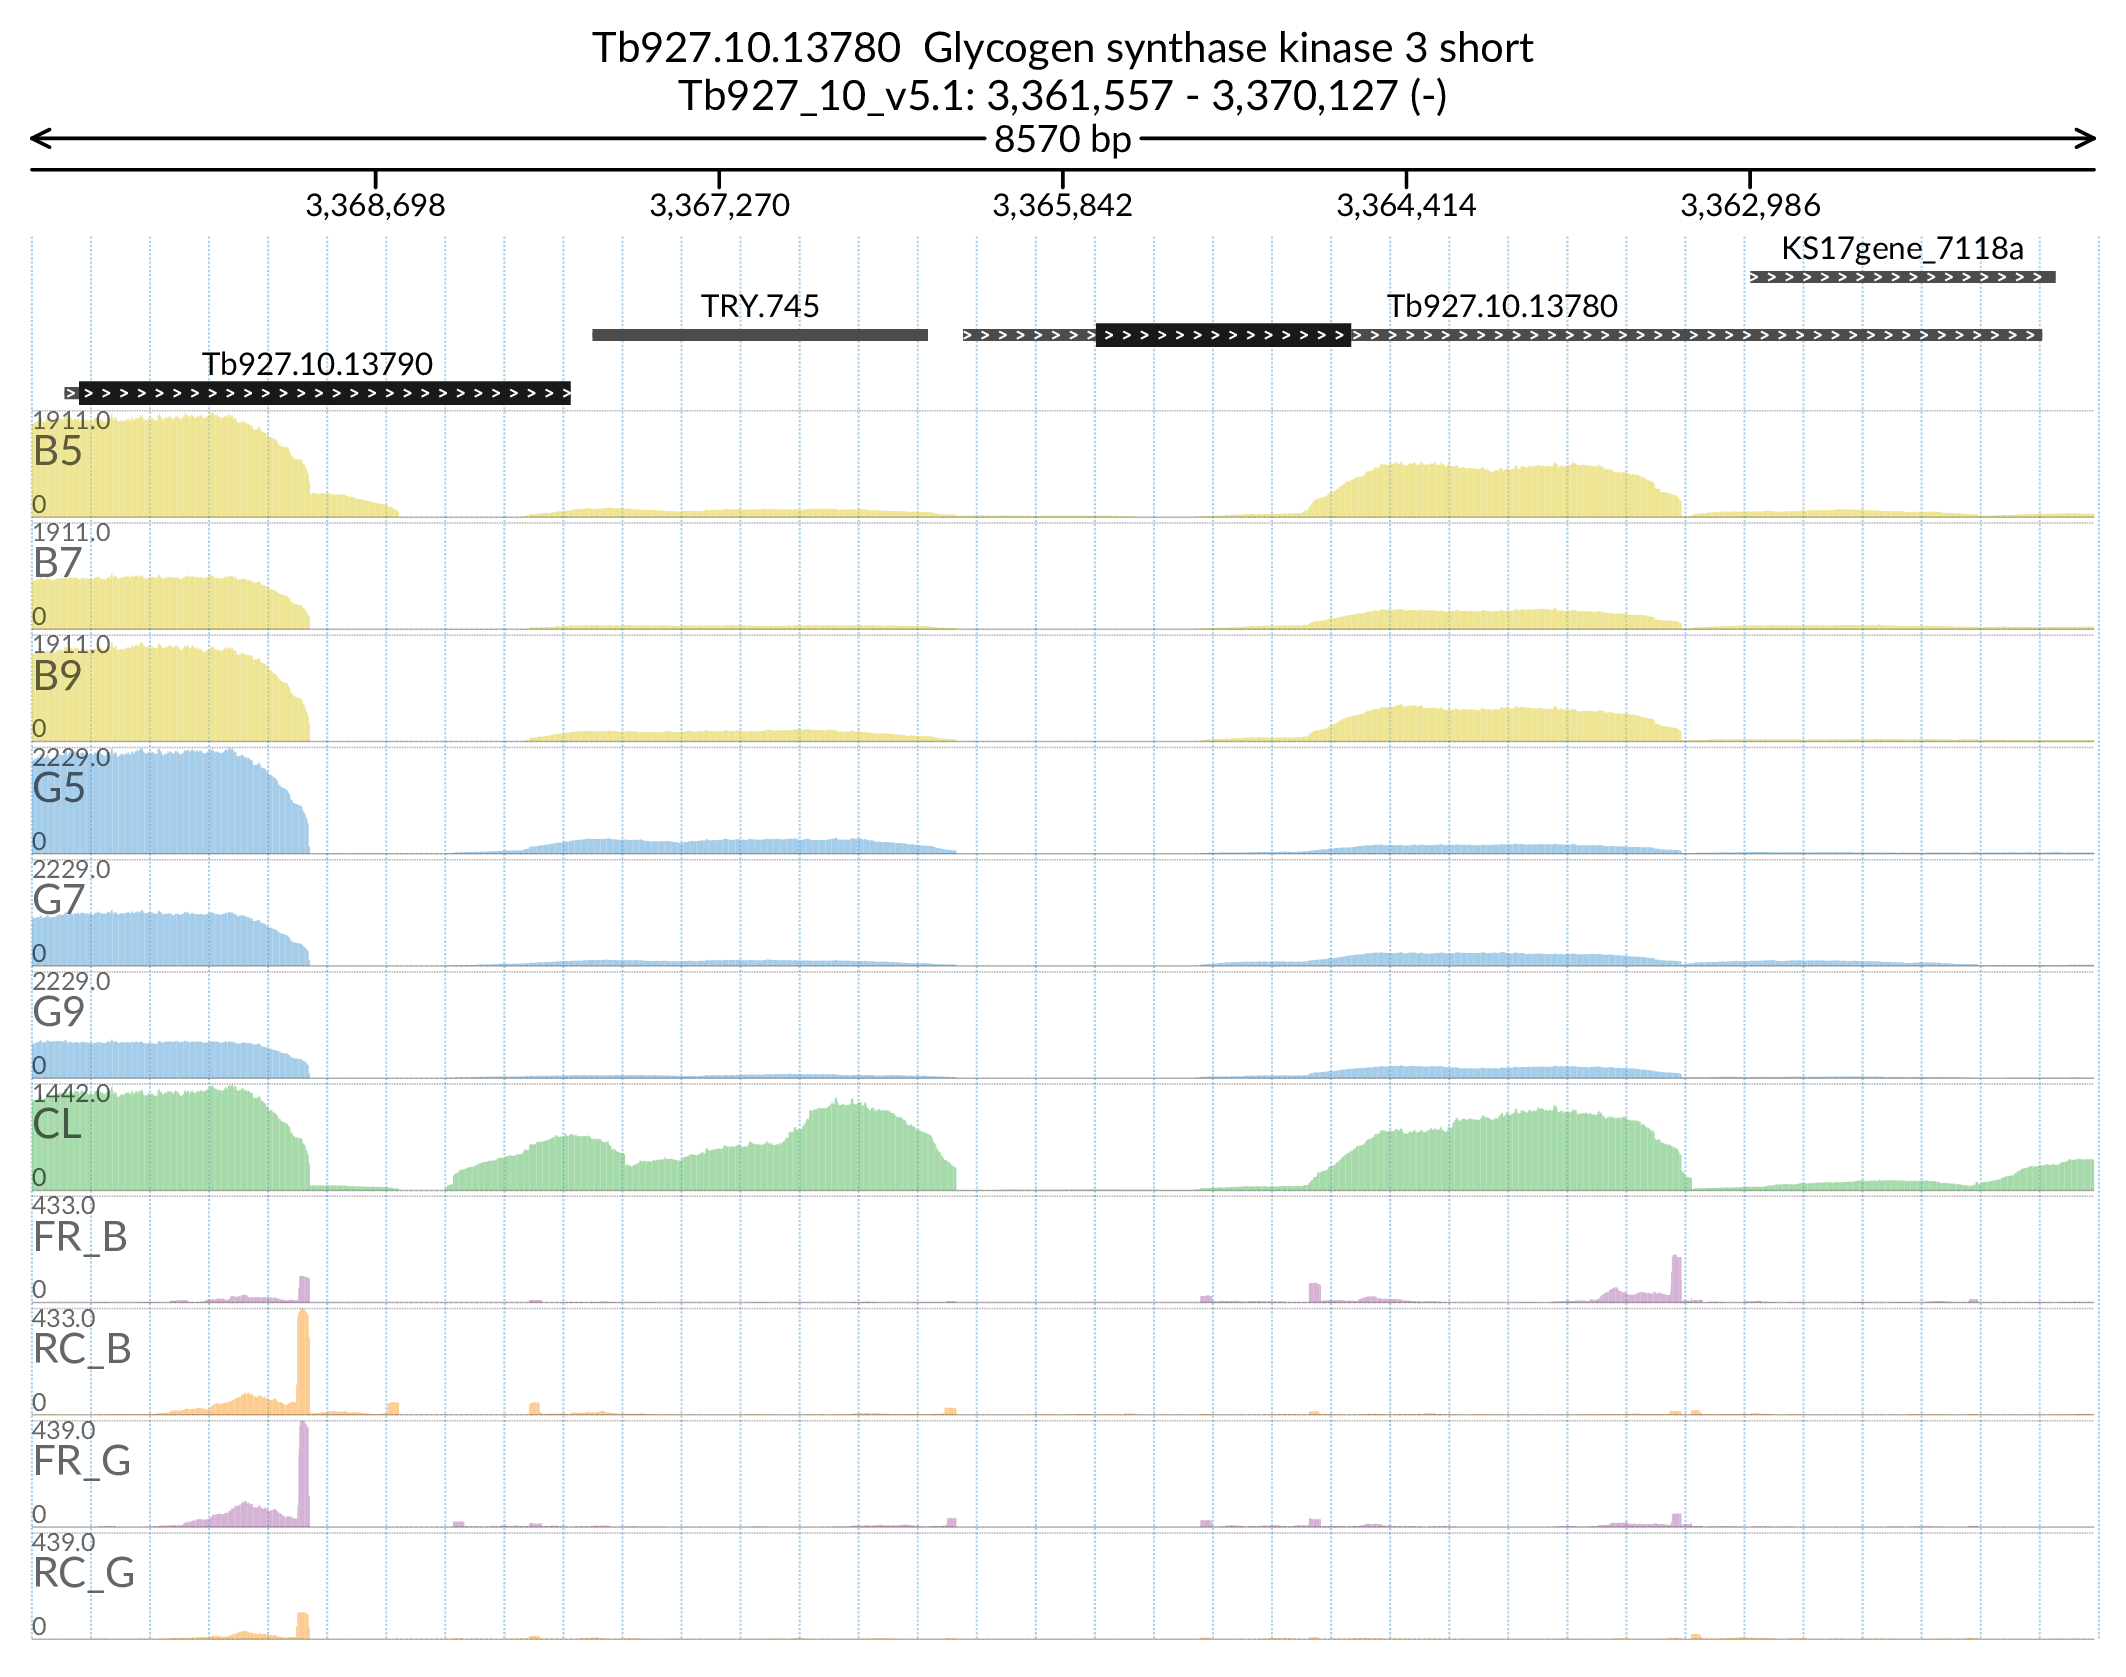 Tb927.10.13780  Glycogen synthase kinase 3 short
Tb927_10_v5.1: 3,361,557 - 3,370,127 (-)
8570 bp
3,368,698 3,367,270 3,365,842 3,364,414 3,362,986
KS17gene_7118a
TRY.745 Tb927.10.13780
Tb927.10.13790
1911.0
B5
0
1911.0
B7
0
1911.0
B9
0
2229.0
G5
0
2229.0
G7
0
2229.0
G9
0
1442.0
CL
0
433.0
FR_B
0
433.0
RC_B
0
439.0
FR_G
0
439.0
RC_G
0